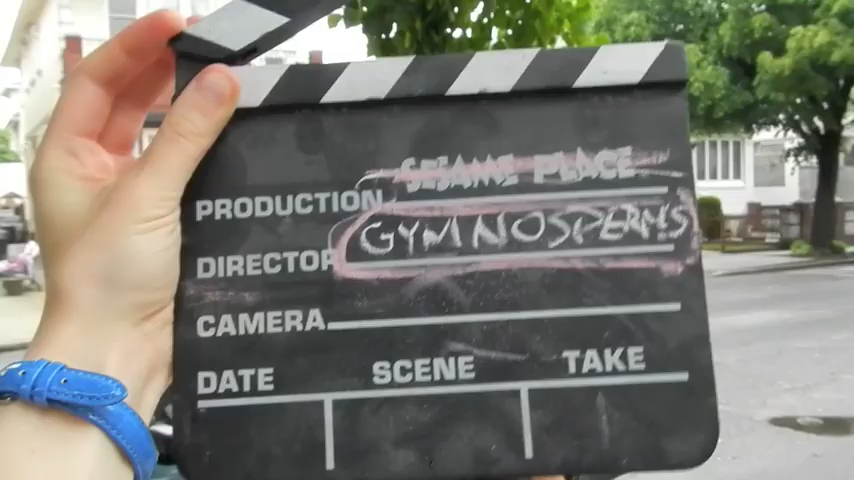 PRODUCTION SESAME PLACE
GYMNOSPERMS
DIRECTOR
CAMERA
DATE SCENE TAKE